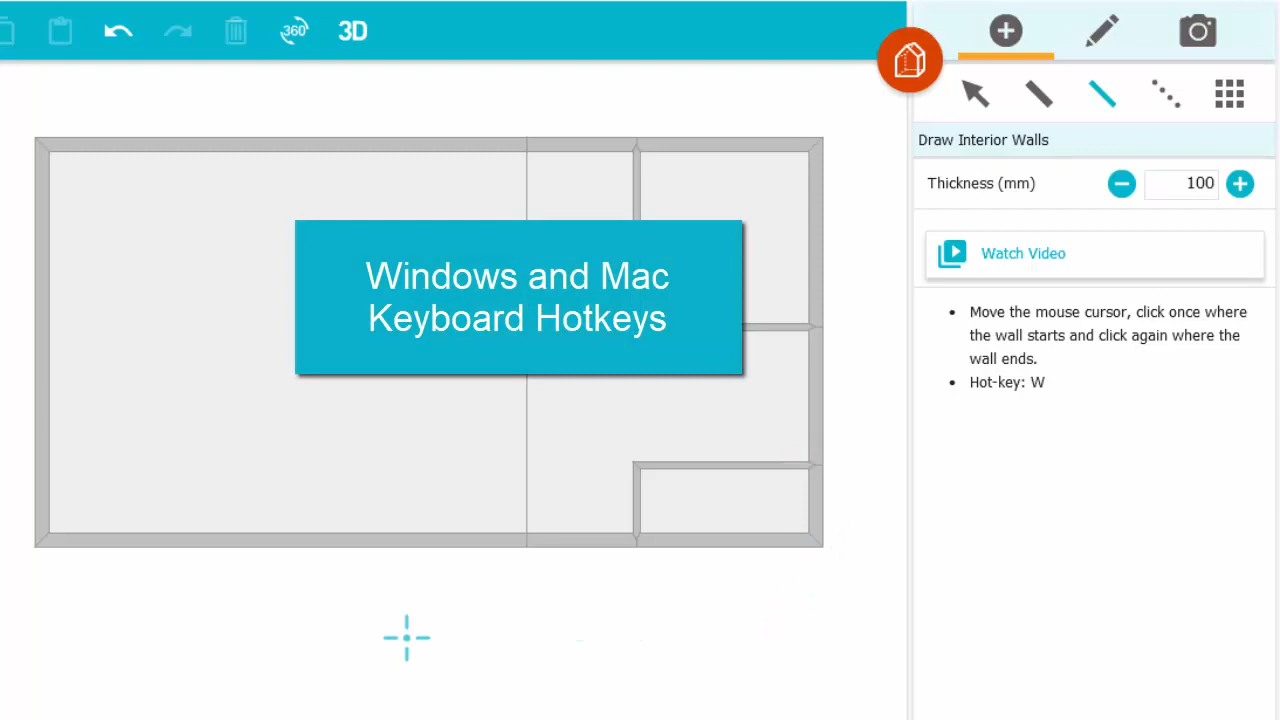 360
3D
Draw Interior Walls
Thickness (mm)
100
Watch Video
Windows and Mac
Keyboard Hotkeys
• Move the mouse cursor, click once where
the wall starts and click again where the
wall ends.
• Hot-key: W